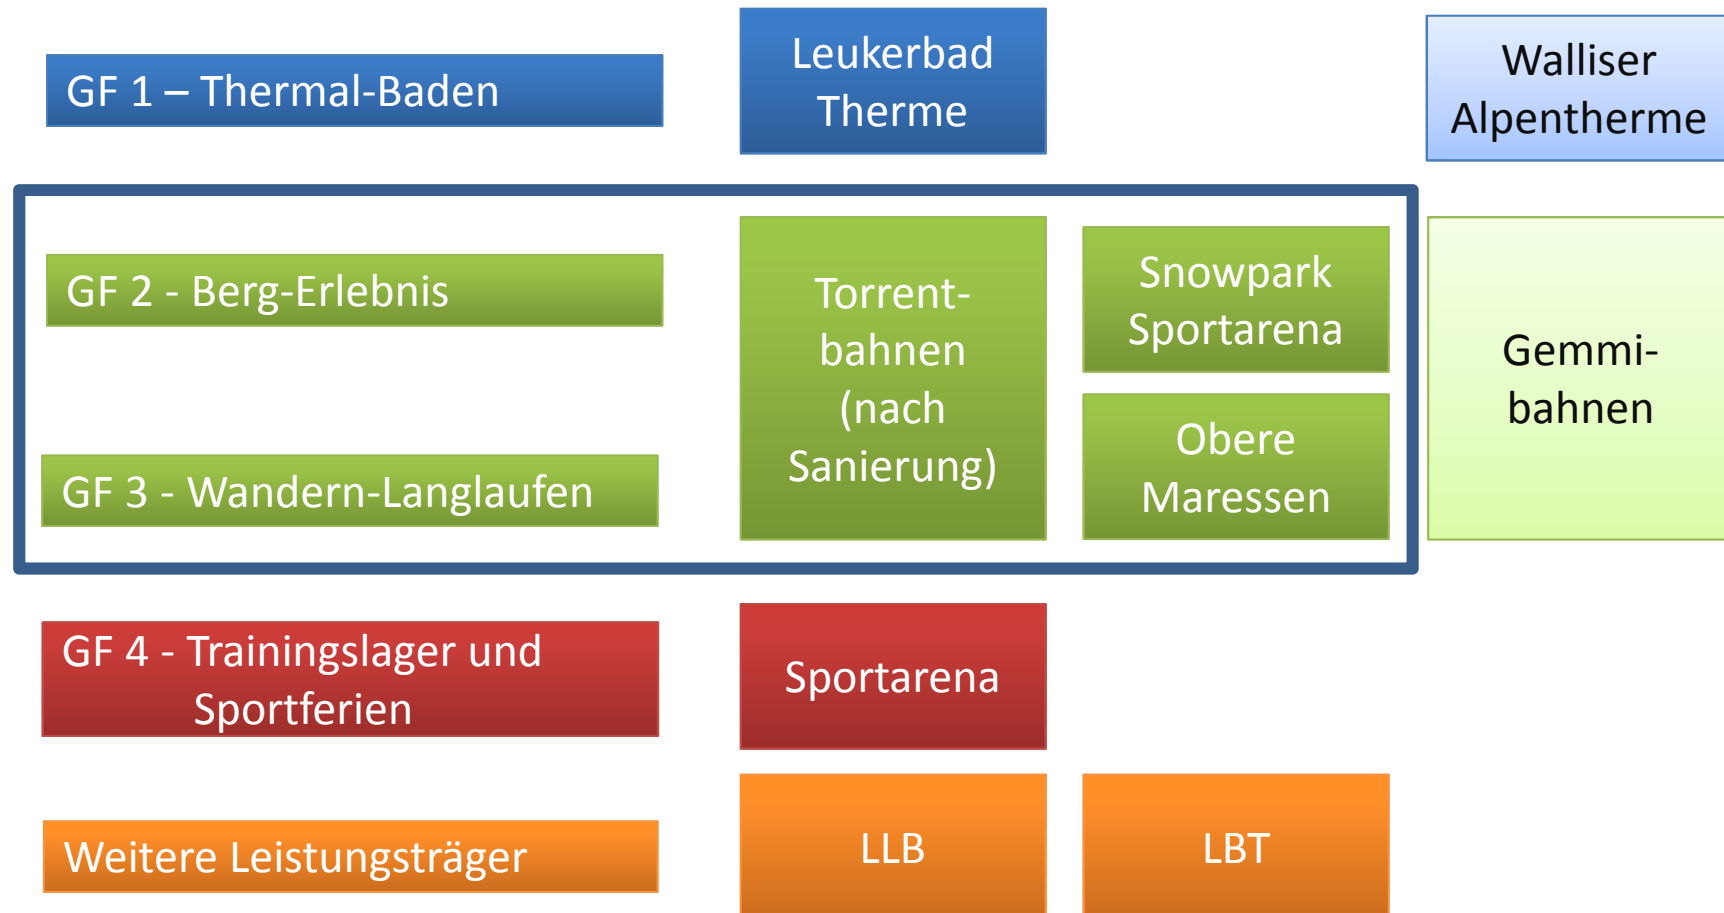 GF 1 – Thermal-Baden
Leukerbad
Therme
Walliser
Alpentherme
GF 2 - Berg-Erlebnis
GF 3 - Wandern-Langlaufen
Torrent-
bahnen
(nach
Sanierung)
Snowpark
Sportarena
Obere
Maressen
Gemmi-
bahnen
GF 4 - Trainingslager und
Sportferien
Sportarena
Weitere Leistungsträger
LLB
LBT